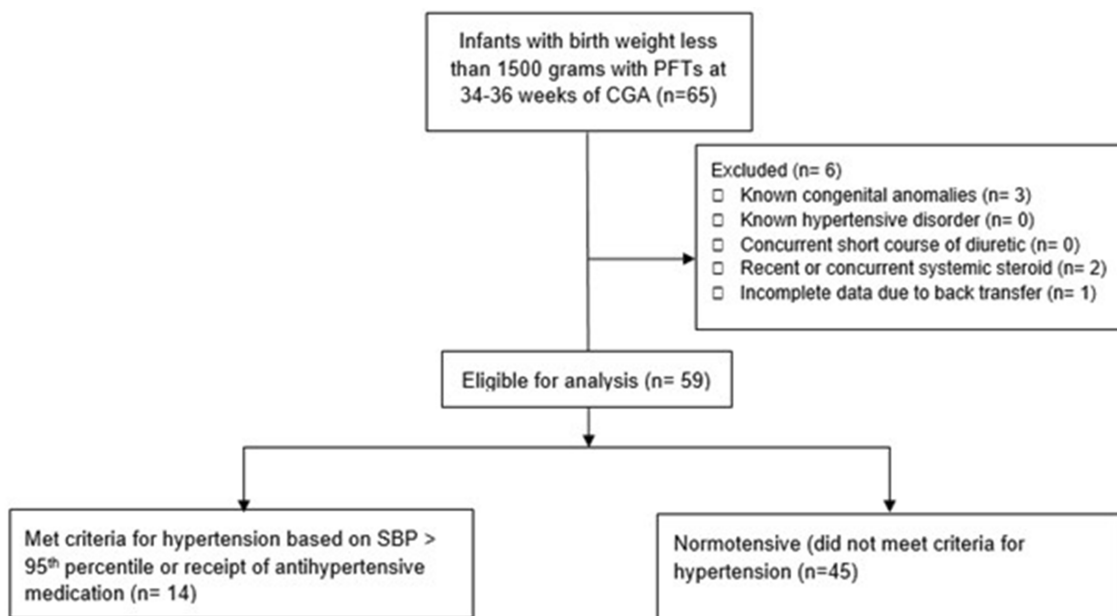 Infants with birth weight less
than 1500 grams with PFTs at
34-36 weeks of CGA (n=65)
Excluded (n= 6)
☐ Known congenital anomalies (n= 3)
☐ Known hypertensive disorder (n= 0)
☐ Concurrent short course of diuretic (n= 0)
☐ Recent or concurrent systemic steroid (n= 2)
☐ Incomplete data due to back transfer (n= 1)
Eligible for analysis (n= 59)
Met criteria for hypertension based on SBP >
95th percentile or receipt of antihypertensive
medication (n= 14)
Normotensive (did not meet criteria for
hypertension (n=45)